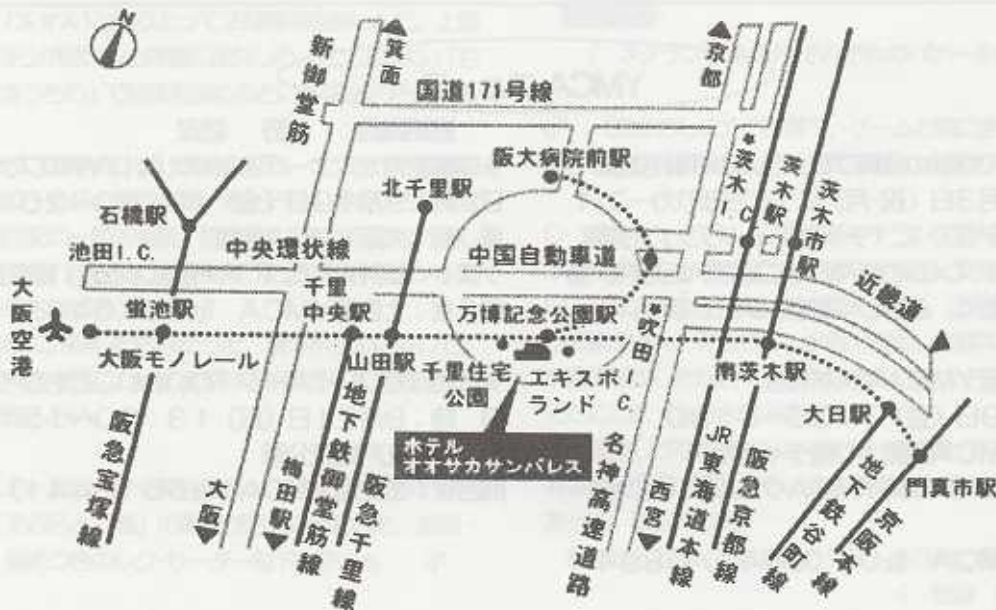 N
新御堂筋
箕面
国道171号線
京都
阪大病院前駅
茨木I.C.
茨木駅
茨木市駅
北千里駅
石橋駅
池田I.C.
中央環状線
中国自動車道
近畿道
大阪空港
蛍池駅
千里中央駅
万博記念公園駅
吹田I.C.
大阪モノレール
山田駅
千里住宅公園
エキスポランド
南茨木駅
大日駅
ホテル
オオサカサンパレス
門真市駅
阪急宝塚線
大阪
梅田駅
地下鉄御堂筋線
阪急千里線
名神高速道路
西宮
JR東海道本線
阪急京都線
地下鉄谷町線
京阪本線